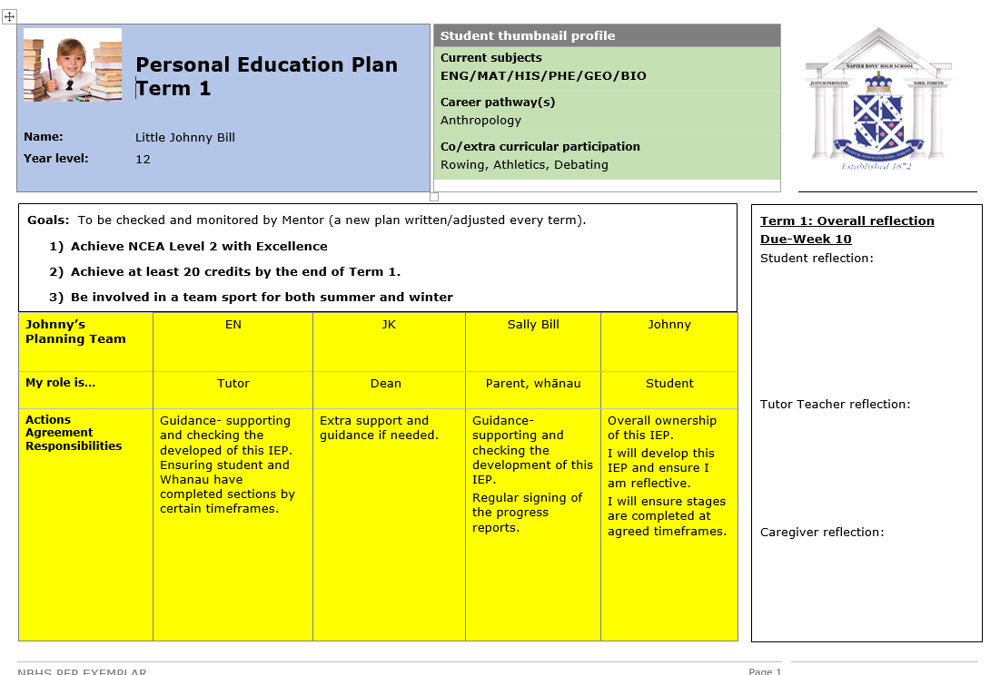 Personal Education Plan
Term 1
Name:
Little Johnny Bill
Year level:
12
Student thumbnail profile
Current subjects
ENG/MAT/HIS/PHE/GEO/BIO
Career pathway(s)
Anthropology
Co/extra curricular participation
Rowing, Athletics, Debating
NAPIER BOYS' HIGH SCHOOL
JUSTUM PERFICITO
NIHIL TIMETO
JUSTUM PERFICITO NIHIL TIMETO
Established 1872
Goals: To be checked and monitored by Mentor (a new plan written/adjusted every term).
1) Achieve NCEA Level 2 with Excellence
2) Achieve at least 20 credits by the end of Term 1.
3) Be involved in a team sport for both summer and winter
Johnny’s
Planning Team
EN
JK
Sally Bill
Johnny
My role is…
Tutor
Dean
Parent, whānau
Student
Actions
Agreement
Responsibilities
Guidance- supporting
and checking the
developed of this IEP.
Ensuring student and
Whanau have
completed sections by
certain timeframes.
Extra support and
guidance if needed.
Guidance-
supporting and
checking the
development of this
IEP.
Regular signing of
the progress
reports.
Overall ownership
of this IEP.
I will develop this
IEP and ensure I
am reflective.
I will ensure stages
are completed at
agreed timeframes.
Term 1: Overall reflection
Due-Week 10
Student reflection:
Tutor Teacher reflection:
Caregiver reflection:
NBHS PEP EXEMPLAR
Page 1